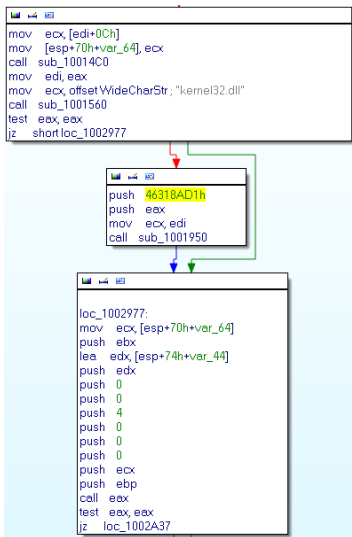 mov ecx, [edi+0Ch]
mov [esp+70h+var_64], ecx
call sub_10014C0
mov edi, eax
mov ecx, offset WideCharStr ; "kernel32.dll"
call sub_1001560
test eax, eax
jz short loc_1002977
push 46318AD1h
push eax
mov ecx, edi
call sub_1001950
loc_1002977:
mov ecx, [esp+70h+var_64]
push ebx
lea edx, [esp+74h+var_44]
push edx
push 0
push 0
push 4
push 0
push 0
push 0
push ecx
push ebp
call eax
test eax, eax
jz loc_1002A37